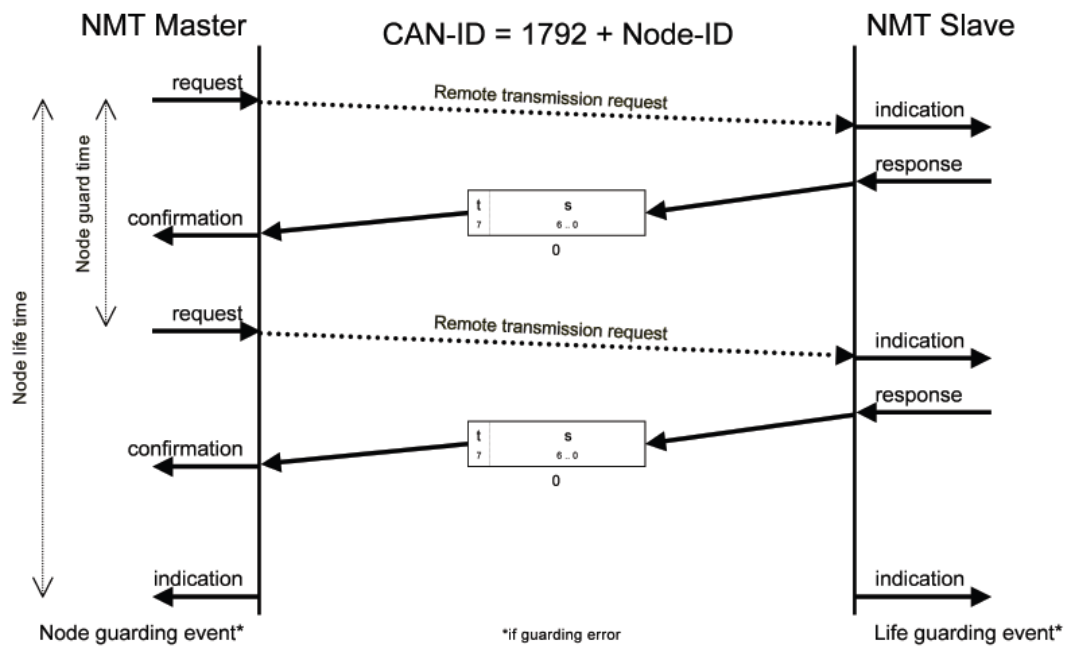 NMT Master
CAN-ID = 1792 + Node-ID
NMT Slave
request
Remote transmission request
indication
response
Node guard time
confirmation
t
s
7
6 .. 0
0
Node life time
request
Remote transmission request
indication
response
confirmation
t
s
7
6 .. 0
0
indication
indication
Node guarding event*
*if guarding error
Life guarding event*